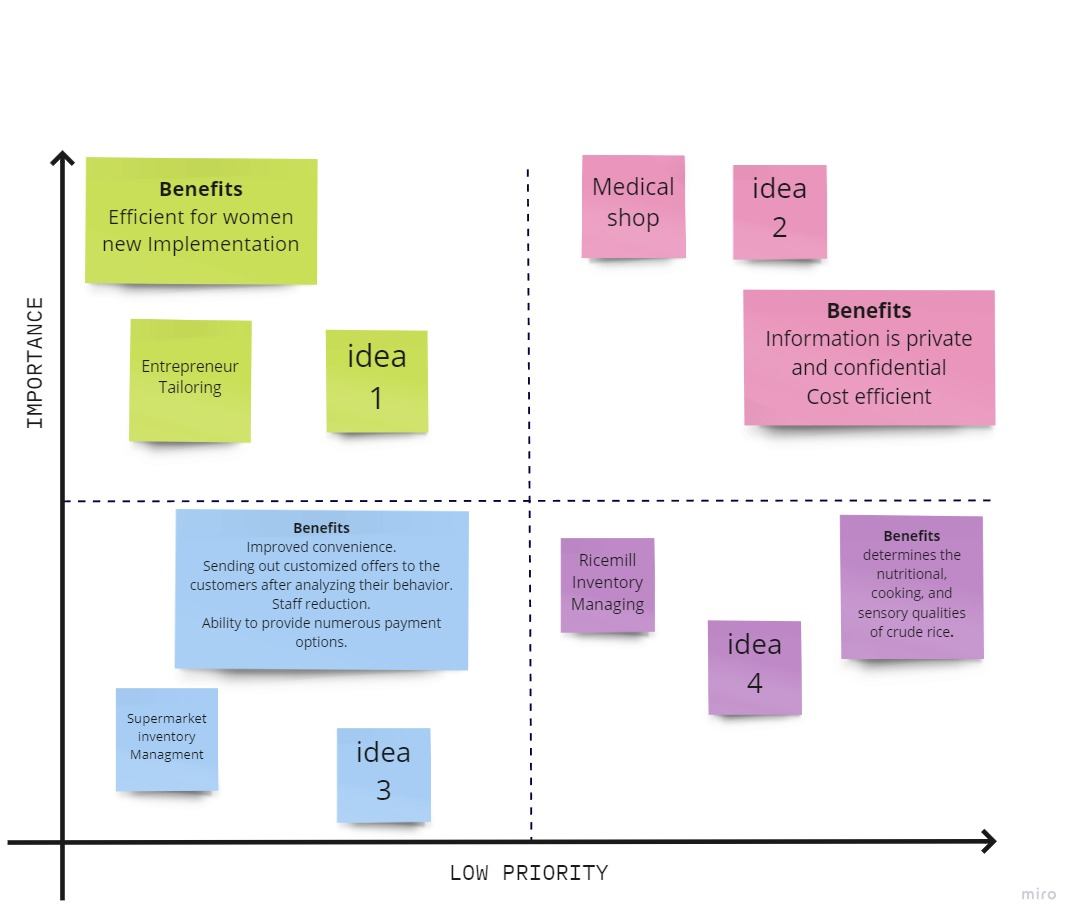 Benefits
Efficient for women
new Implementation
Entrepreneur
Tailoring
idea
1
Medical
shop
idea
2
Benefits
Information is private
and confidential
Cost efficient
IMPORTANCE
Benefits
Improved convenience.
Sending out customized offers to the
customers after analyzing their behavior.
Staff reduction.
Ability to provide numerous payment
options.
Supermarket
inventory
Managment
idea
3
Ricemill
Inventory
Managing
idea
4
Benefits
determines the
nutritional,
cooking, and
sensory qualities
of crude rice.
LOW PRIORITY
miro